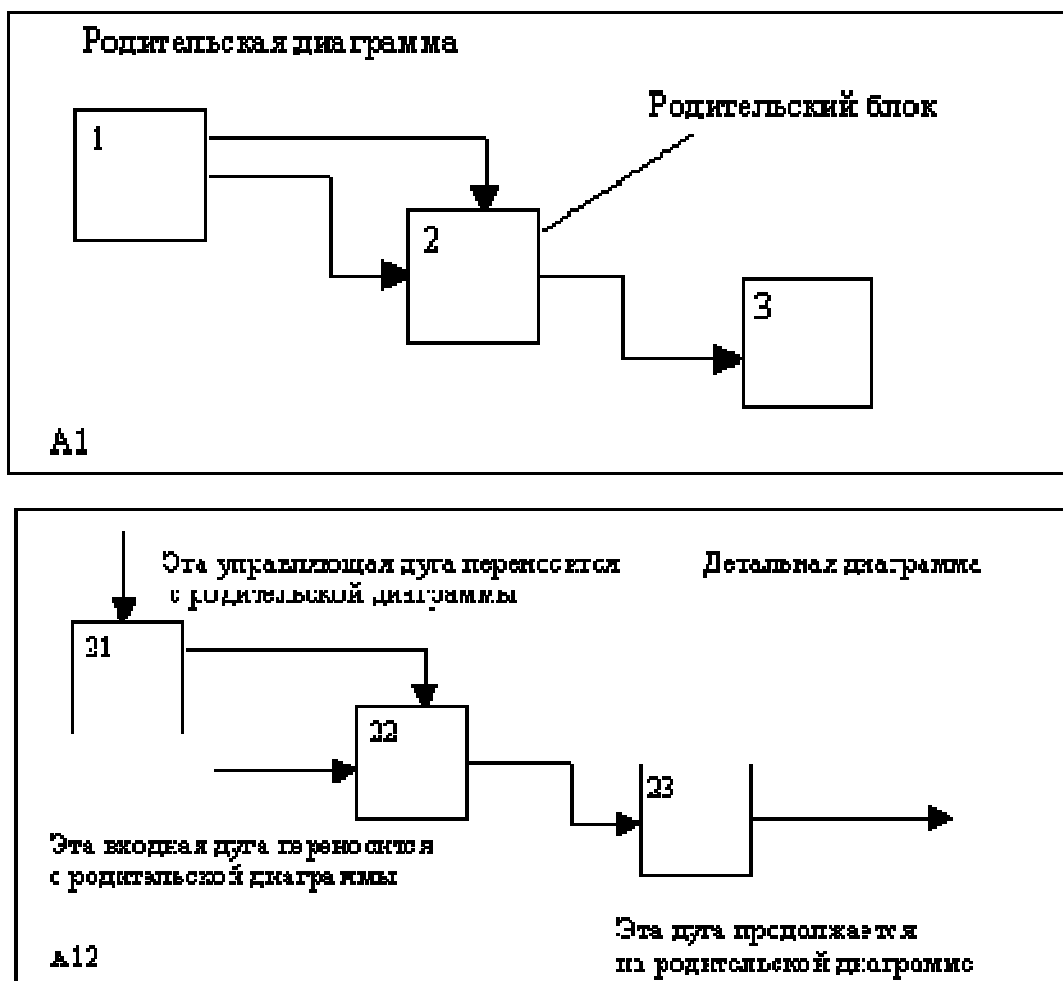 Родительская диаграмма
Родительский блок
1
2
3
А1
Эта управляющая дуга переносится
с родительской диаграммы
Детальная диаграмма
21
22
23
Эта входная дуга переносится
с родительской диаграммы
Эта дуга продолжается
на родительской диаграмме
А12